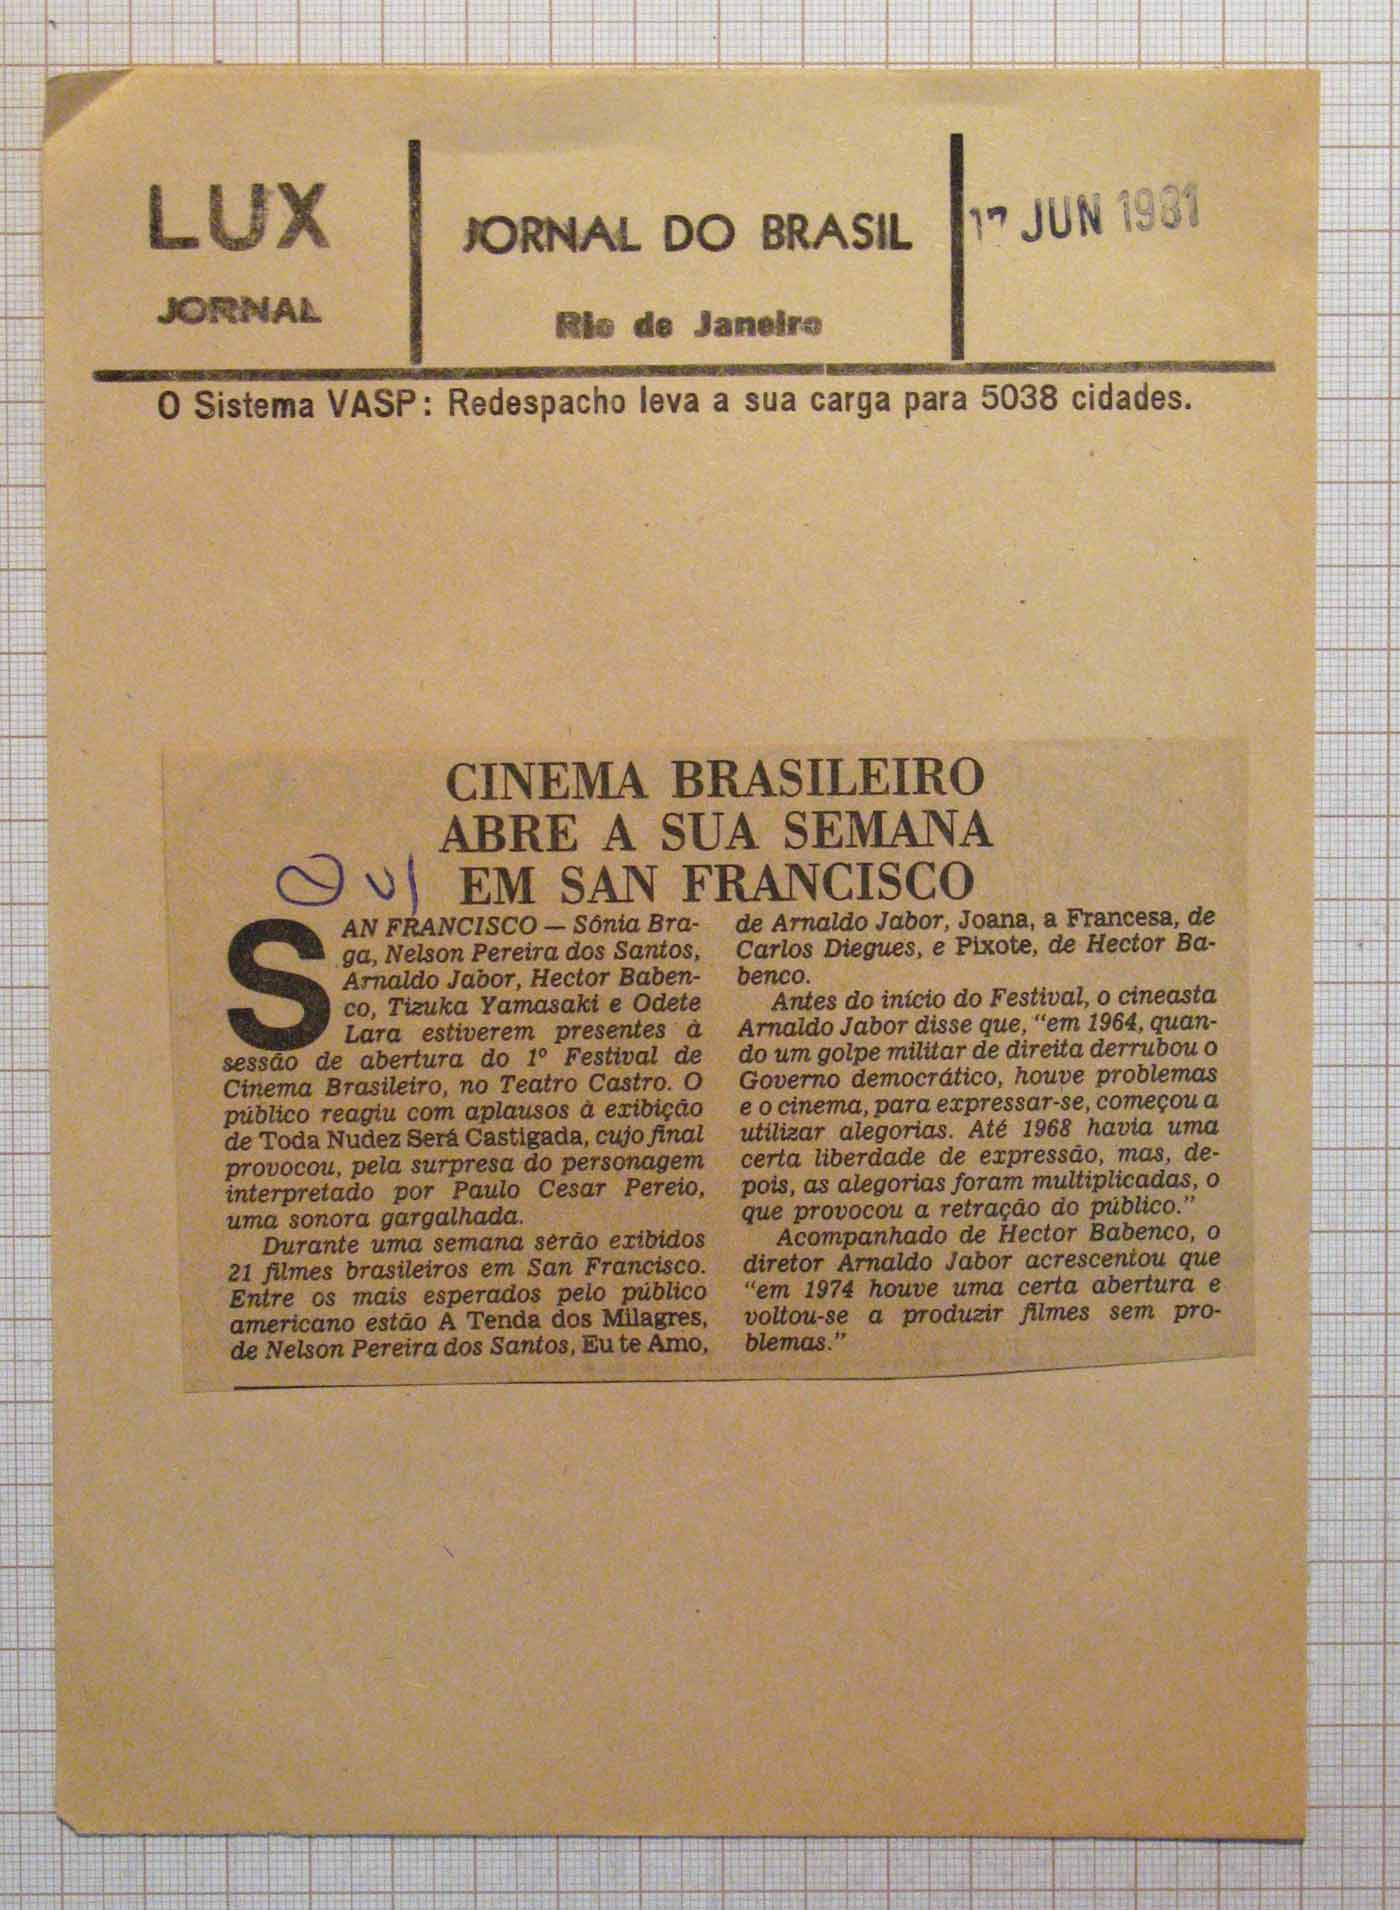 LUX
JORNAL
JORNAL DO BRASIL
Rio de Janeiro
17 JUN 1981
O Sistema VASP: Redespacho leva a sua carga para 5038 cidades.
CINEMA BRASILEIRO
ABRE A SUA SEMANA
EM SAN FRANCISCO
SAN FRANCISCO — Sônia Bra-
ga, Nelson Pereira dos Santos,
Arnaldo Jabor, Hector Baben-
co, Tizuka Yamasaki e Odete
Lara estiverem presentes à
sessão de abertura do 1º Festival de
Cinema Brasileiro, no Teatro Castro. O
público reagiu com aplausos à exibição
de Toda Nudez Será Castigada, cujo final
provocou, pela surpresa do personagem
interpretado por Paulo Cesar Pereio,
uma sonora gargalhada.
Durante uma semana serão exibidos
21 filmes brasileiros em San Francisco.
Entre os mais esperados pelo público
americano estão A Tenda dos Milagres,
de Nelson Pereira dos Santos, Eu te Amo,
de Arnaldo Jabor, Joana, a Francesa, de
Carlos Diegues, e Pixote, de Hector Ba-
benco.
Antes do início do Festival, o cineasta
Arnaldo Jabor disse que, “em 1964, quan-
do um golpe militar de direita derrubou o
Governo democrático, houve problemas
e o cinema, para expressar-se, começou a
utilizar alegorias. Até 1968 havia uma
certa liberdade de expressão, mas, de-
pois, as alegorias foram multiplicadas, o
que provocou a retração do público.”
Acompanhado de Hector Babenco, o
diretor Arnaldo Jabor acrescentou que
“em 1974 houve uma certa abertura e
voltou-se a produzir filmes sem pro-
blemas.”